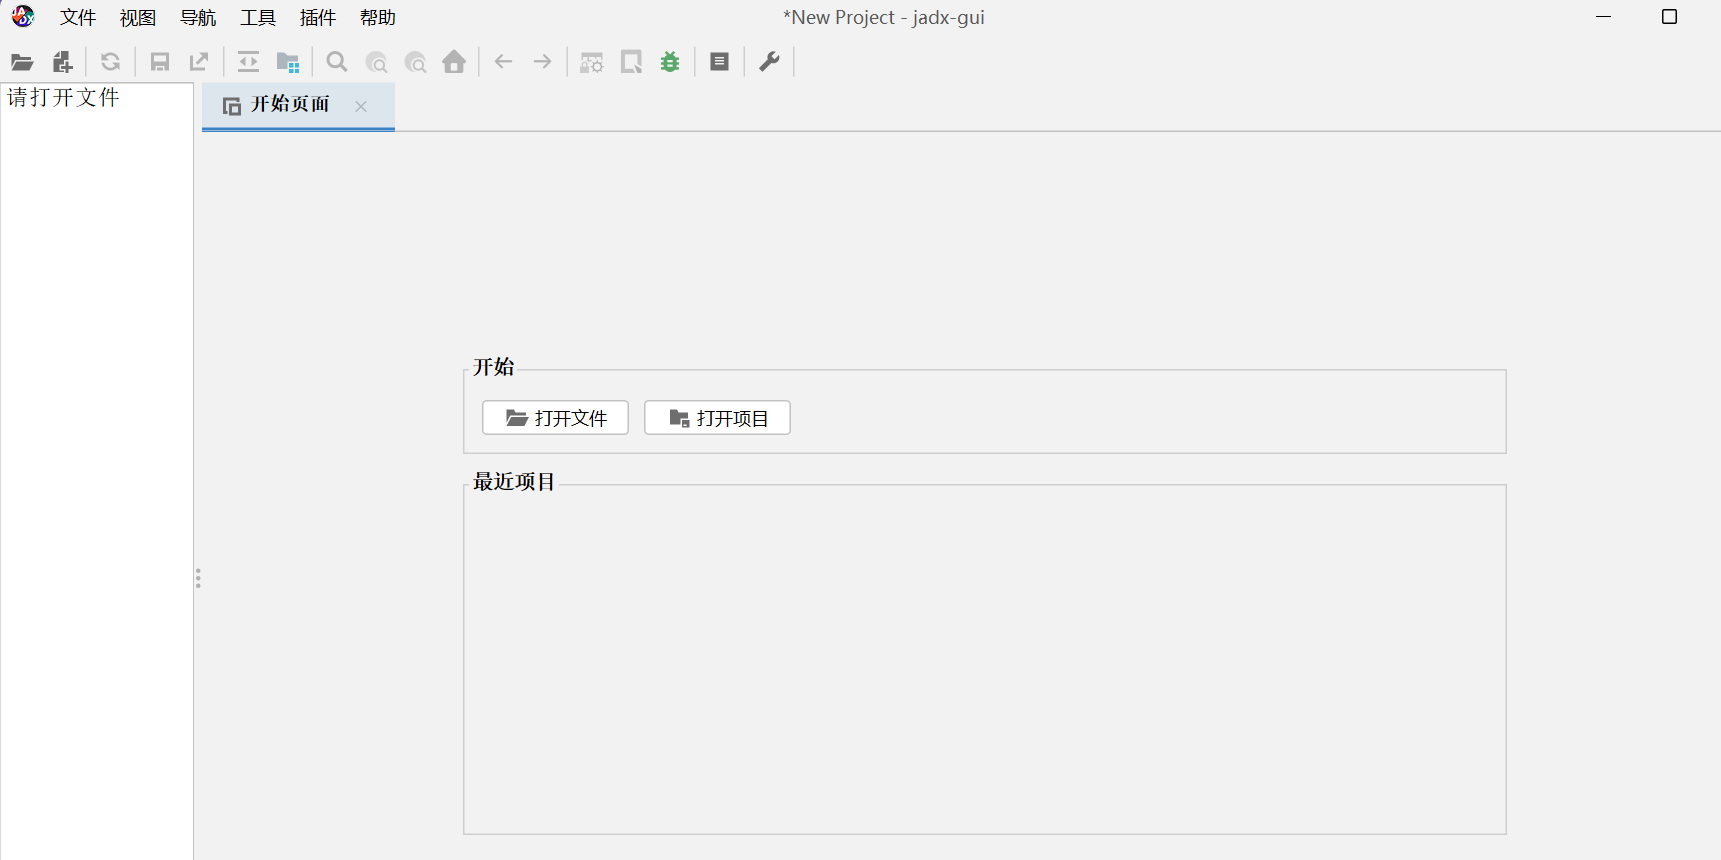 文件 视图 导航 工具 插件 帮助 *New Project - jadx-gui
请打开文件
开始页面
开始
打开文件 打开项目
最近项目